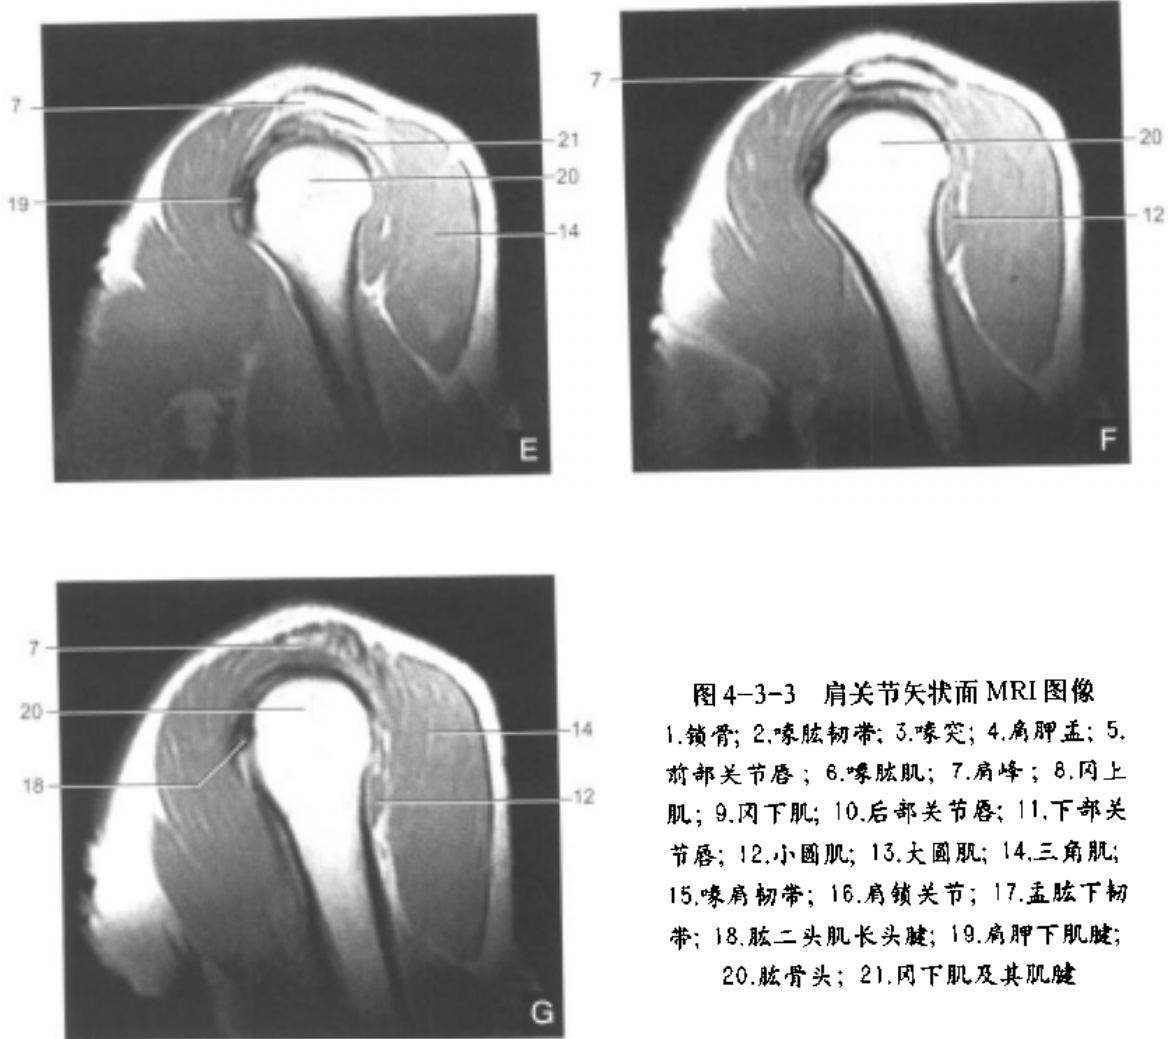 7
21
20
19
14
E
7
20
12
F
7
20
14
18
12
G
图4-3-3 肩关节矢状面 MRI 图像
1.锁骨; 2.喙肱韧带; 3.喙突; 4.肩胛盂; 5.
前部关节唇; 6.喙肱肌; 7.肩峰; 8.冈上
肌; 9.冈下肌; 10.后部关节唇; 11.下部关
节唇; 12.小圆肌; 13.大圆肌; 14.三角肌;
15.喙肩韧带; 16.肩锁关节; 17.盂肱下韧
带; 18.肱二头肌长头腱; 19.肩胛下肌腱;
20.肱骨头; 21.冈下肌及其肌腱